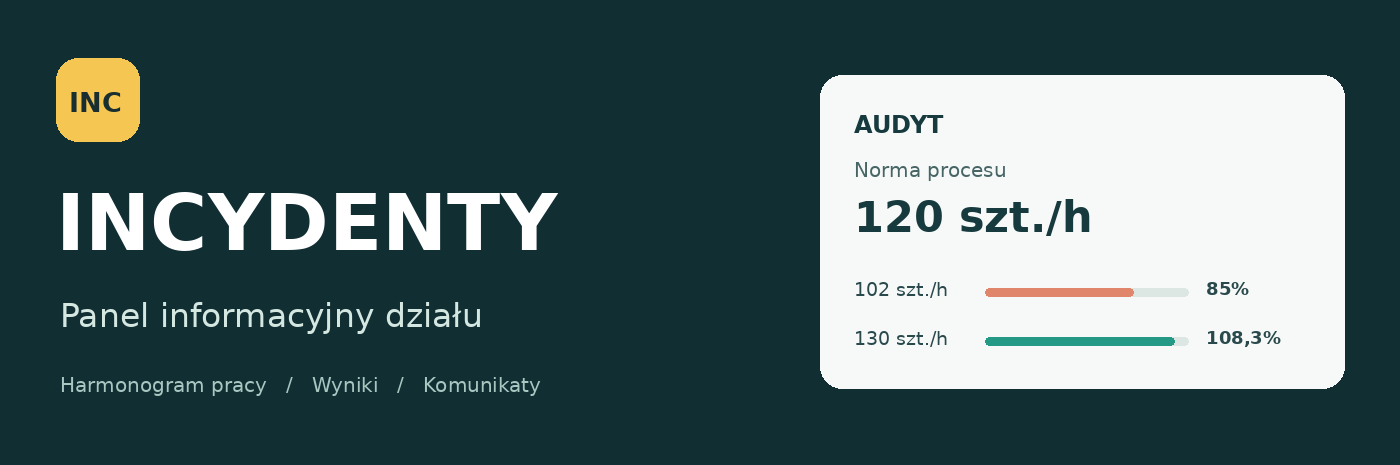 INC
INCYDENTY
Panel informacyjny działu
Harmonogram pracy / Wyniki / Komunikaty
AUDYT
Norma procesu
120 szt./h
102 szt./h 85%
130 szt./h 108,3%